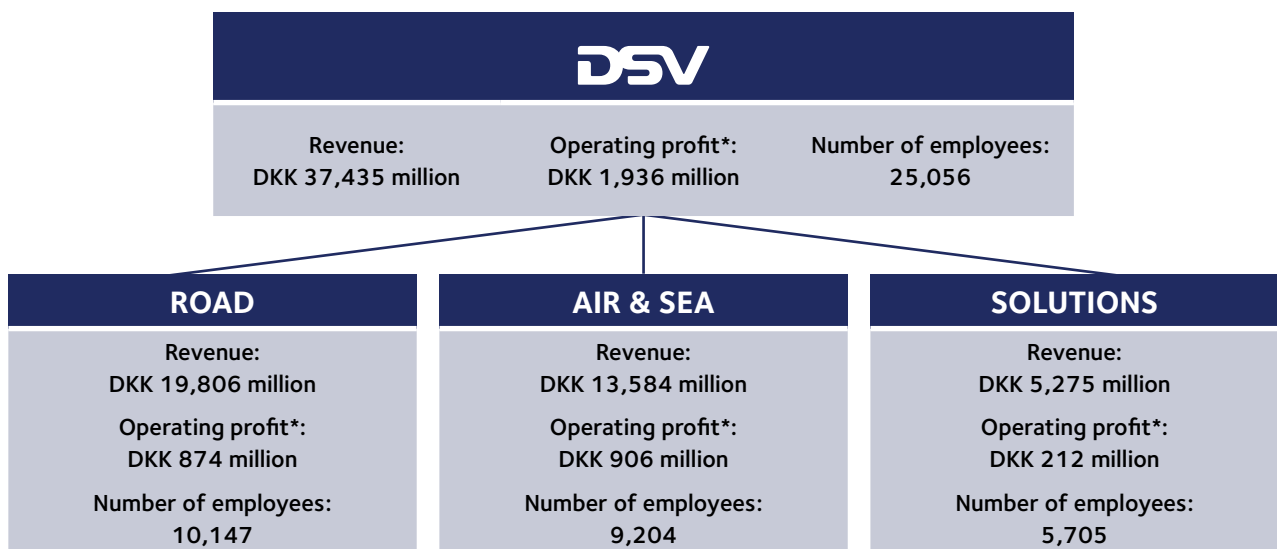 DSV
Revenue:
DKK 37,435 million
Operating profit*:
DKK 1,936 million
Number of employees:
25,056
ROAD
Revenue:
DKK 19,806 million
Operating profit*:
DKK 874 million
Number of employees:
10,147
AIR & SEA
Revenue:
DKK 13,584 million
Operating profit*:
DKK 906 million
Number of employees:
9,204
SOLUTIONS
Revenue:
DKK 5,275 million
Operating profit*:
DKK 212 million
Number of employees:
5,705